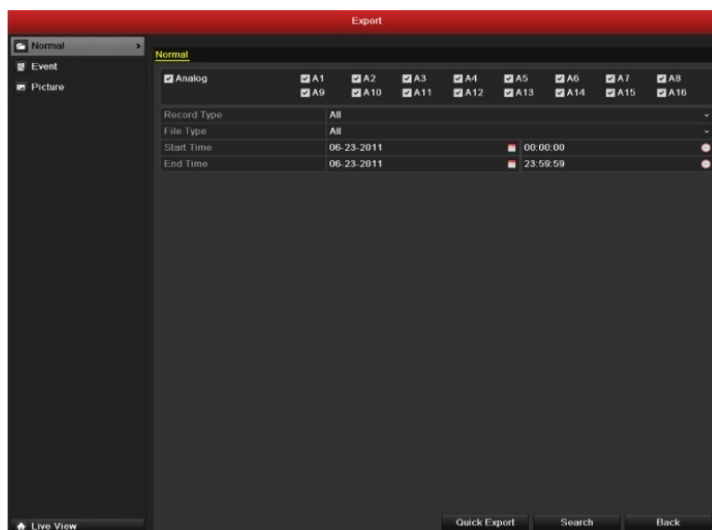 Export
Normal
Event
Picture
Normal
Analog A1 A2 A3 A4 A5 A6 A7 A8
A9 A10 A11 A12 A13 A14 A15 A16
Record Type All
File Type All
Start Time 06-23-2011 00:00:00
End Time 06-23-2011 23:59:59
Live View Quick Export Search Back